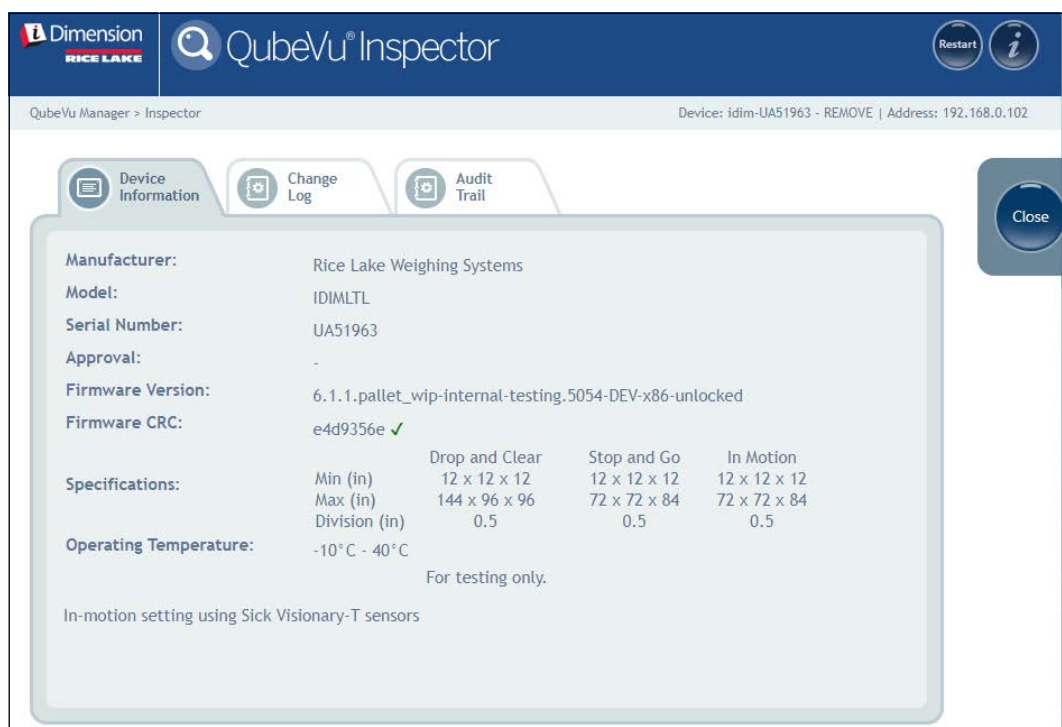 iDimension
RICE LAKE
QubeVu® Inspector
Restart
i
QubeVu Manager > Inspector
Device: idim-UA51963 - REMOVE | Address: 192.168.0.102
Device Information
Change Log
Audit Trail
Close
Manufacturer: Rice Lake Weighing Systems
Model: IDIMLTL
Serial Number: UA51963
Approval: -
Firmware Version: 6.1.1.pallet_wip-internal-testing.5054-DEV-x86-unlocked
Firmware CRC: e4d9356e ✓
Drop and Clear Stop and Go In Motion
Specifications: Min (in) 12 x 12 x 12 12 x 12 x 12 12 x 12 x 12
Max (in) 144 x 96 x 96 72 x 72 x 84 72 x 72 x 84
Division (in) 0.5 0.5 0.5
Operating Temperature: -10°C - 40°C
For testing only.
In-motion setting using Sick Visionary-T sensors